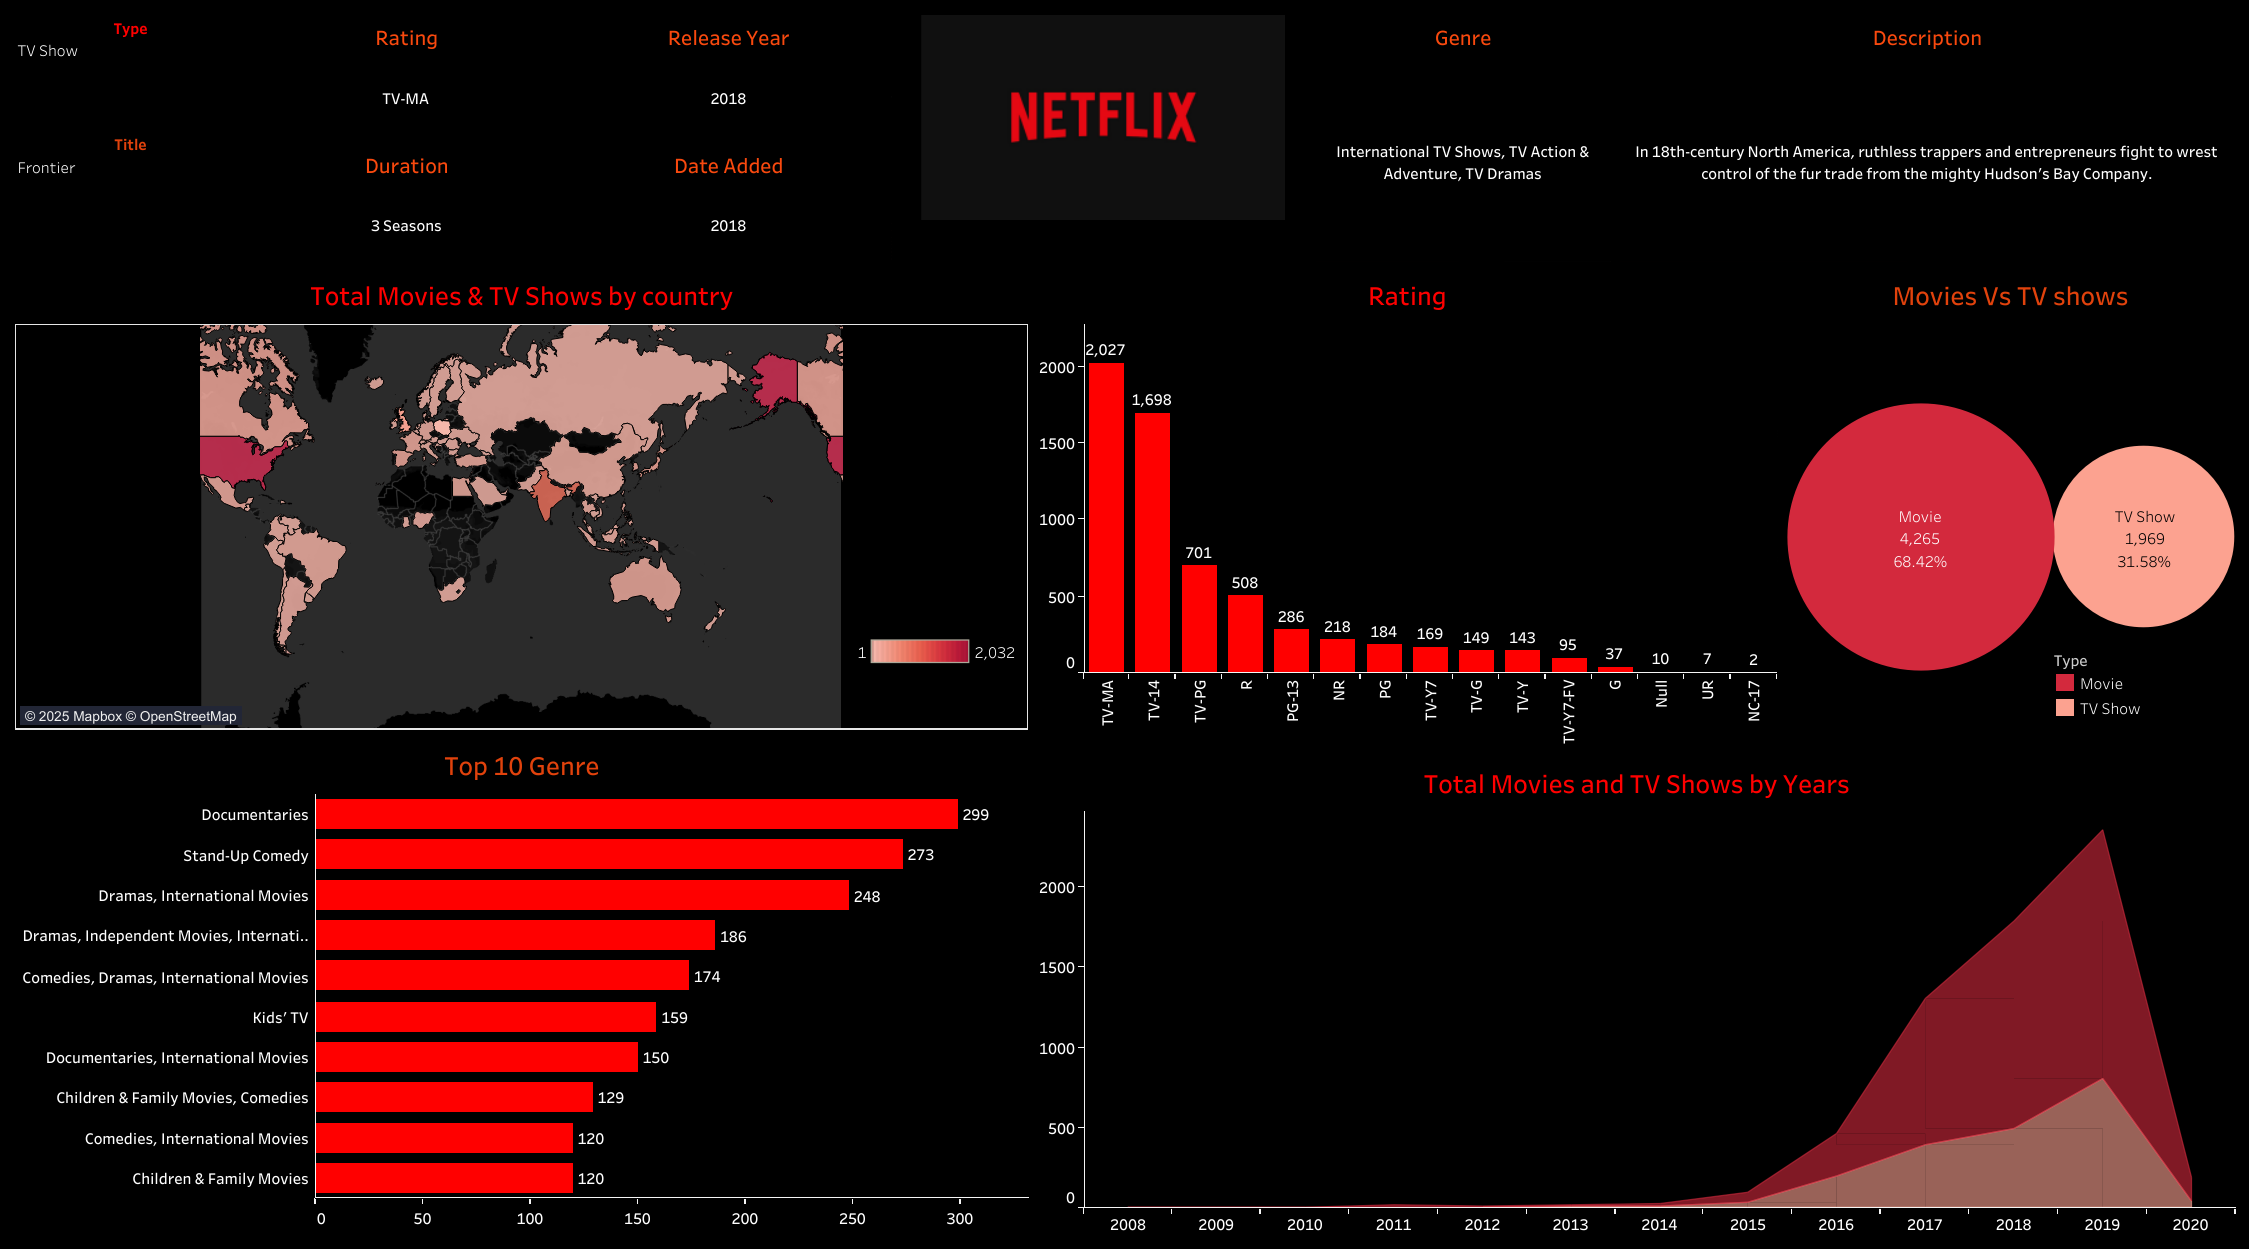 Type
TV Show
Rating
TV-MA
Release Year
2018
Title
Frontier
Duration
3 Seasons
Date Added
2018
NETFLIX
Genre
International TV Shows, TV Action &
Adventure, TV Dramas
Description
In 18th-century North America, ruthless trappers and entrepreneurs fight to wrest
control of the fur trade from the mighty Hudson's Bay Company.
Total Movies & TV Shows by country
1
2,032
© 2025 Mapbox © OpenStreetMap
Rating
2000
1500
1000
500
0
2,027
1,698
701
508
286
218
184
169
149
143
95
37
10
7
2
TV-MA
TV-14
TV-PG
R
PG-13
NR
PG
TV-Y7
TV-G
TV-Y
TV-Y7-FV
G
Null
UR
NC-17
Movies Vs TV shows
Movie
4,265
68.42%
TV Show
1,969
31.58%
Type
Movie
TV Show
Top 10 Genre
Documentaries
299
Stand-Up Comedy
273
Dramas, International Movies
248
Dramas, Independent Movies, Internati..
186
Comedies, Dramas, International Movies
174
Kids' TV
159
Documentaries, International Movies
150
Children & Family Movies, Comedies
129
Comedies, International Movies
120
Children & Family Movies
120
0
50
100
150
200
250
300
Total Movies and TV Shows by Years
2000
1500
1000
500
0
2008
2009
2010
2011
2012
2013
2014
2015
2016
2017
2018
2019
2020